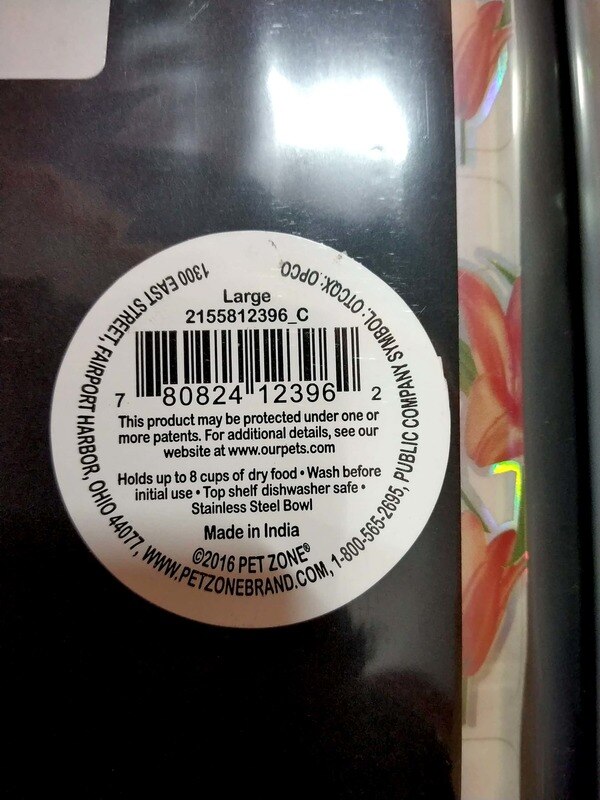 Large
2155812396_C
7 80824 12396 2
This product may be protected under one or
more patents. For additional details, see our
website at www.ourpets.com
Holds up to 8 cups of dry food • Wash before
initial use • Top shelf dishwasher safe •
Stainless Steel Bowl
Made in India
©2016 PET ZONE®
1300 EAST STREET, FAIRPORT HARBOR, OHIO 44077, WWW.PETZONEBRAND.COM, 1-800-565-2695, PUBLIC COMPANY SYMBOL: OTCQX: OPCO